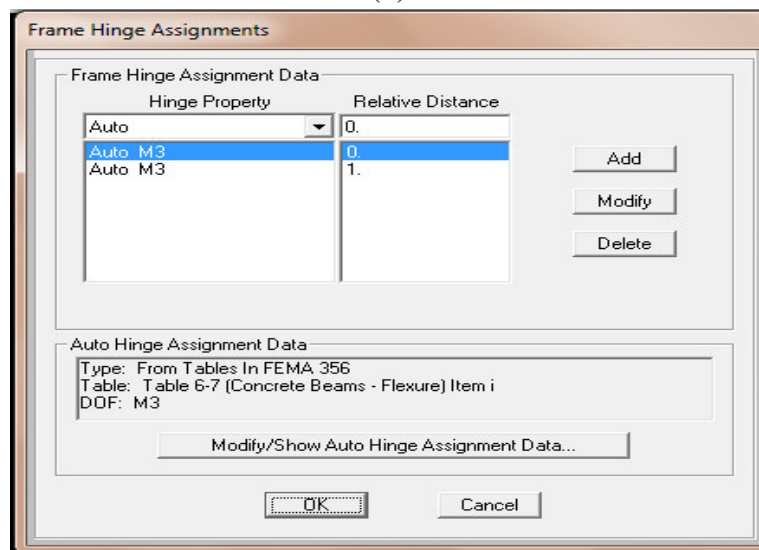 Frame Hinge Assignments
Frame Hinge Assignment Data
Hinge Property Relative Distance
Auto 0.
Auto M3 0.
Auto M3 1.
Add
Modify
Delete
Auto Hinge Assignment Data
Type: From Tables In FEMA 356
Table: Table 6-7 (Concrete Beams - Flexure) Item i
DOF: M3
Modify/Show Auto Hinge Assignment Data...
OK Cancel